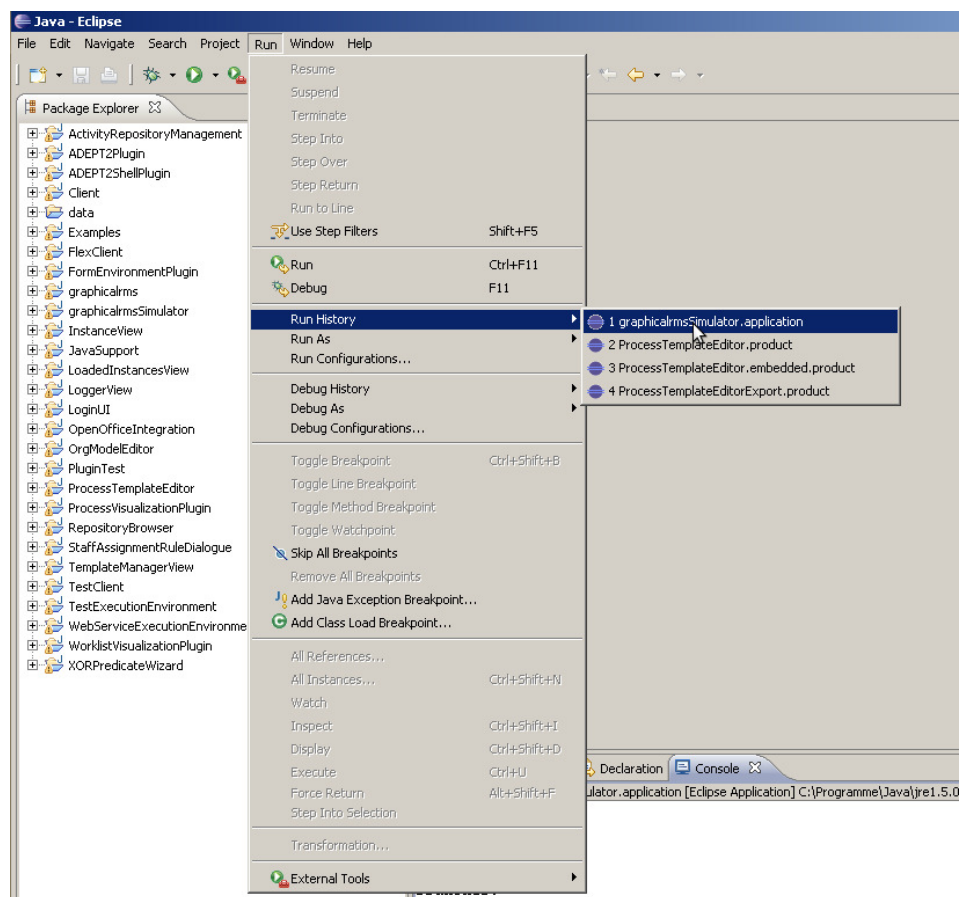 Java - Eclipse
File Edit Navigate Search Project Run Window Help
Package Explorer
ActivityRepositoryManagement
ADEPT2Plugin
ADEPT2ShellPlugin
Client
data
Examples
FlexClient
FormEnvironmentPlugin
graphicalrms
graphicalrmsSimulator
InstanceView
JavaSupport
LoadedInstancesView
LoggerView
LoginUI
OpenOfficeIntegration
OrgModelEditor
PluginTest
ProcessTemplateEditor
ProcessVisualizationPlugin
RepositoryBrowser
StaffAssignmentRuleDialogue
TemplateManagerView
TestClient
TestExecutionEnvironment
WebServiceExecutionEnvironme
WorklistVisualizationPlugin
XORPredicateWizard
Resume
Suspend
Terminate
Step Into
Step Over
Step Return
Run to Line
Use Step Filters Shift+F5
Run Ctrl+F11
Debug F11
Run History
Run As
Run Configurations...
Debug History
Debug As
Debug Configurations...
Toggle Breakpoint Ctrl+Shift+B
Toggle Line Breakpoint
Toggle Method Breakpoint
Toggle Watchpoint
Skip All Breakpoints
Remove All Breakpoints
Add Java Exception Breakpoint...
Add Class Load Breakpoint...
All References...
All Instances... Ctrl+Shift+N
Watch
Inspect Ctrl+Shift+I
Display Ctrl+Shift+D
Execute Ctrl+U
Force Return Alt+Shift+F
Step Into Selection
Transformation...
External Tools
1 graphicalrmsSimulator.application
2 ProcessTemplateEditor.product
3 ProcessTemplateEditor.embedded.product
4 ProcessTemplateEditorExport.product
Declaration Console
ulator.application [Eclipse Application] C:\Programme\Java\jre1.5.0